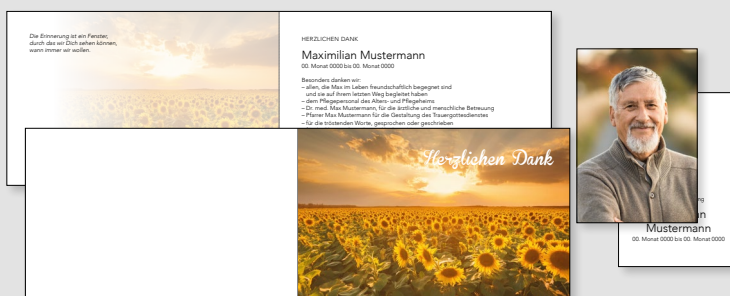 Die Erinnerung ist ein Fenster,
durch das wir Dich sehen können,
wann immer wir wollen.
HERZLICHEN DANK
Maximilian Mustermann
00. Monat 0000 bis 00. Monat 0000
Besonders danken wir:
– allen, die Max im Leben freundschaftlich begegnet sind
und sie auf ihrem letzten Weg begleitet haben
– dem Pflegepersonal des Alters- und Pflegeheims
– Dr. med. Max Mustermann, für die ärztliche und menschliche Betreuung
– Pfarrer Max Mustermann für die Gestaltung des Trauergottesdienstes
– für die tröstenden Worte, gesprochen oder geschrieben
Herzlichen Dank
Mustermann
00. Monat 0000 bis 00. Monat 0000